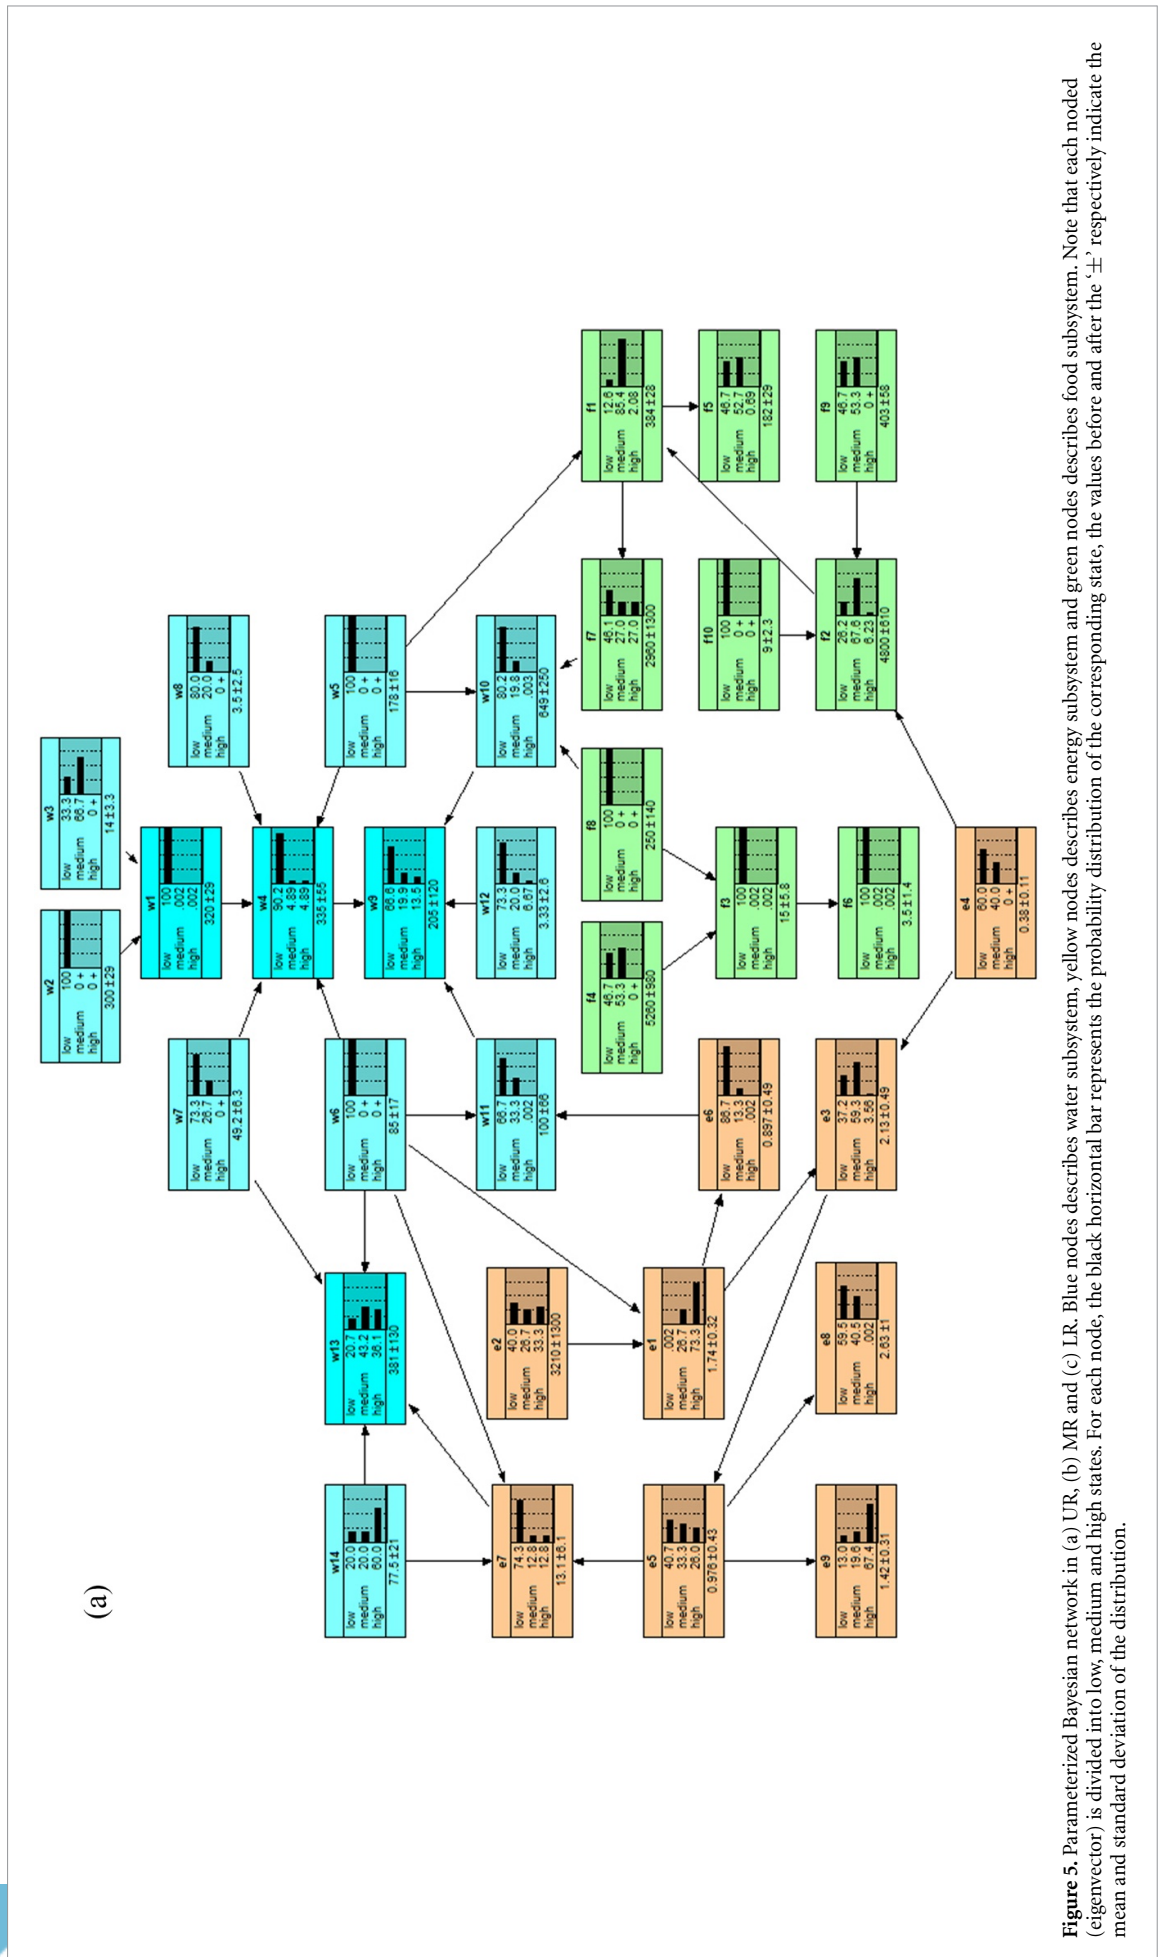 (a)
w2
low 100
medium 0 +
high 0 +
300 ± 29
w3
low 33.3
medium 66.7
high 0 +
14 ± 3.3
w1
low 100
medium .002
high .002
320 ± 29
w7
low 73.3
medium 26.7
high 0 +
49.2 ± 6.3
w8
low 80.0
medium 20.0
high 0 +
3.5 ± 2.5
w4
low 90.2
medium 4.89
high 4.89
335 ± 55
w14
low 20.0
medium 20.0
high 60.0
77.5 ± 21
w13
low 20.7
medium 43.2
high 36.1
381 ± 130
w6
low 100
medium 0 +
high 0 +
85 ± 17
w5
low 100
medium 0 +
high 0 +
178 ± 16
w9
low 66.6
medium 19.9
high 13.5
205 ± 120
w11
low 66.7
medium 33.3
high .002
100 ± 66
w12
low 73.3
medium 20.0
high 6.67
3.33 ± 2.6
w10
low 80.2
medium 19.8
high .003
649 ± 250
e7
low 74.3
medium 12.8
high 12.8
13.1 ± 6.1
e2
low 40.0
medium 26.7
high 33.3
3210 ± 1300
f4
low 46.7
medium 53.3
high 0 +
5260 ± 980
f8
low 100
medium 0 +
high 0 +
250 ± 140
f7
low 46.1
medium 27.0
high 27.0
2960 ± 1300
f1
low 12.6
medium 85.4
high 2.08
384 ± 28
e5
low 40.7
medium 33.3
high 26.0
0.976 ± 0.43
e1
low .002
medium 26.7
high 73.3
1.74 ± 0.32
e6
low 86.7
medium 13.3
high .002
0.897 ± 0.49
f3
low 100
medium .002
high .002
15 ± 5.8
f10
low 100
medium 0 +
high 0 +
9 ± 2.3
f5
low 46.7
medium 52.7
high 0.69
182 ± 29
e9
low 13.0
medium 19.6
high 67.4
1.42 ± 0.31
e8
low 59.5
medium 40.5
high .002
2.63 ± 1
e3
low 37.2
medium 59.3
high 3.56
2.13 ± 0.49
f6
low 100
medium .002
high .002
3.5 ± 1.4
f2
low 26.2
medium 67.6
high 6.23
4800 ± 610
f9
low 46.7
medium 53.3
high 0 +
403 ± 58
e4
low 60.0
medium 40.0
high 0 +
0.38 ± 0.11
Figure 5. Parameterized Bayesian network in (a) UR, (b) MR and (c) LR. Blue nodes describes water subsystem, yellow nodes describes energy subsystem and green nodes describes food subsystem. Note that each noded
(eigenvector) is divided into low, medium and high states. For each node, the black horizontal bar represents the probability distribution of the corresponding state, the values before and after the ‘±’ respectively indicate the
mean and standard deviation of the distribution.